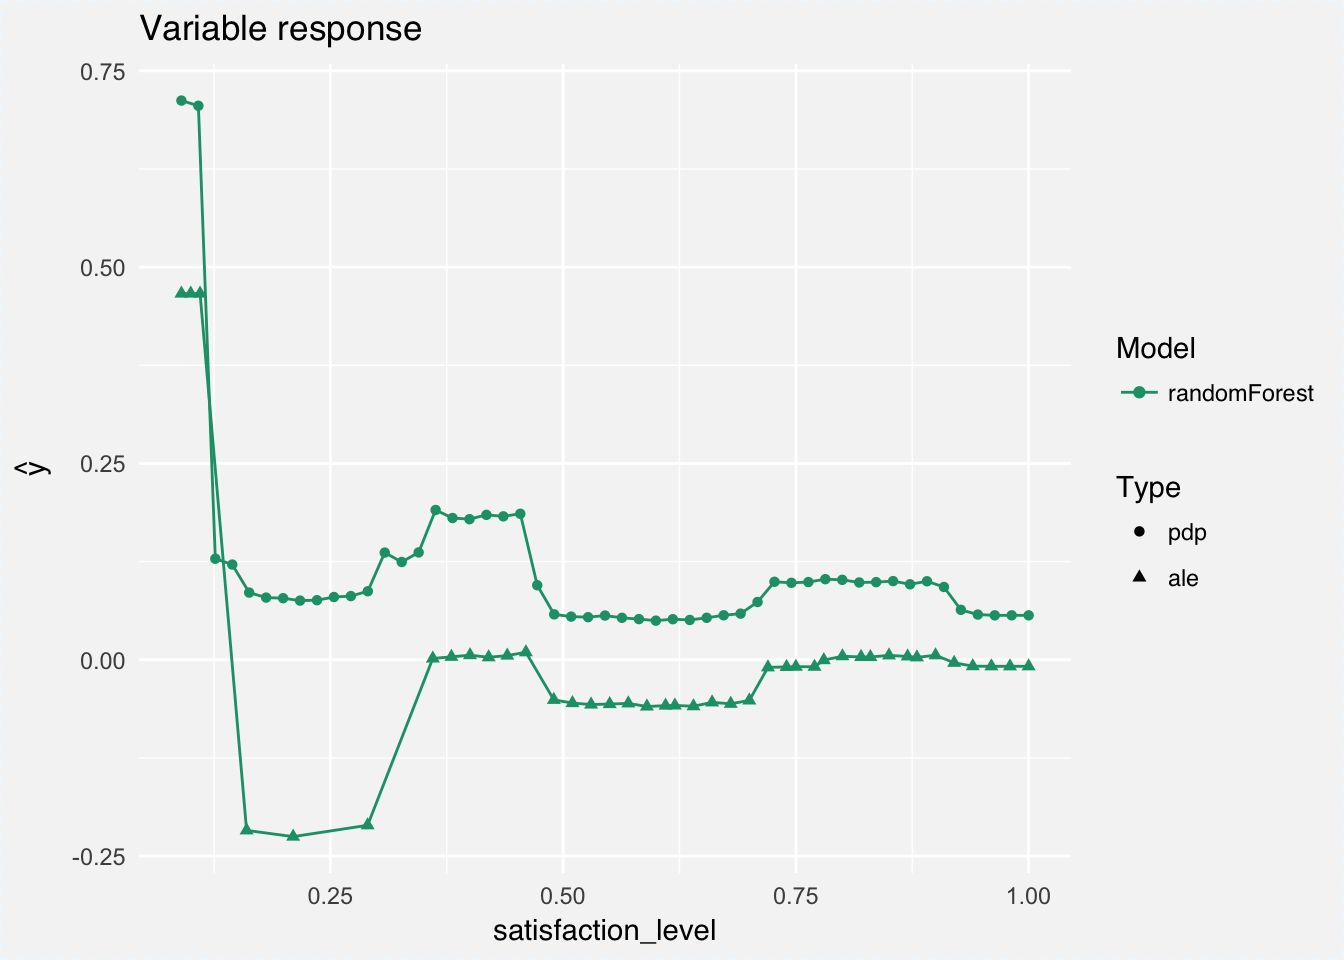 Variable response
0.75
0.50
0.25
0.00
-0.25
ŷ
0.25 0.50 0.75 1.00
satisfaction_level
Model
randomForest
Type
pdp
ale